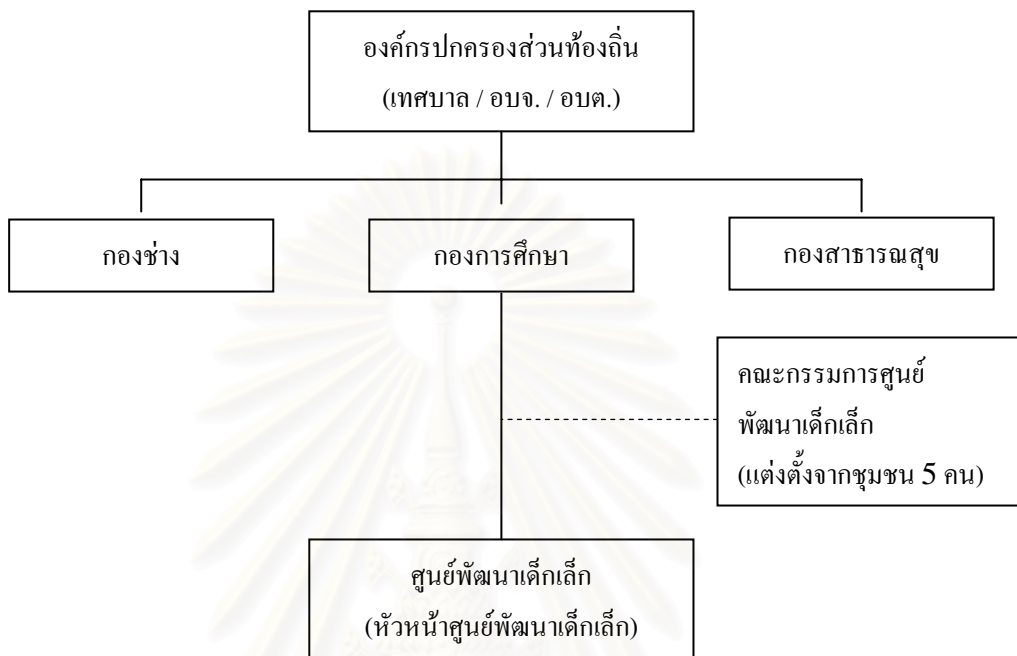 องค์กรปกครองส่วนท้องถิ่น
(เทศบาล / อบจ. / อบต.)
กองช่าง
กองการศึกษา
กองสาธารณสุข
คณะกรรมการศูนย์
พัฒนาเด็กเล็ก
(แต่งตั้งจากชุมชน 5 คน)
ศูนย์พัฒนาเด็กเล็ก
(หัวหน้าศูนย์พัฒนาเด็กเล็ก)